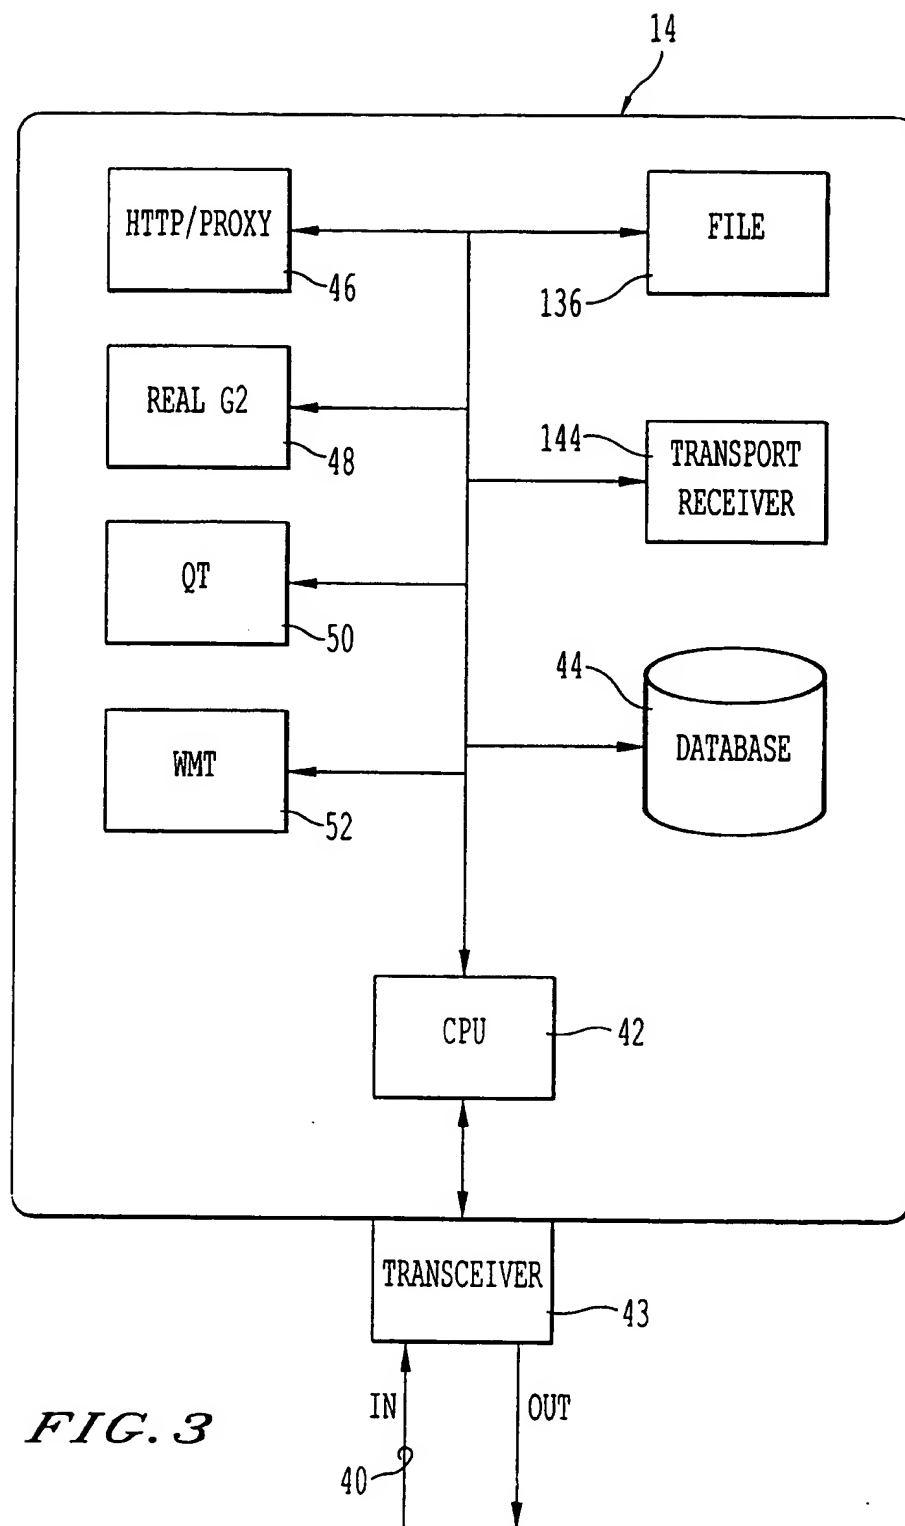 14
HTTP/PROXY
46
FILE
136
REAL G2
48
144
TRANSPORT
RECEIVER
QT
50
44
DATABASE
WMT
52
CPU
42
TRANSCEIVER
43
IN
OUT
40
FIG. 3